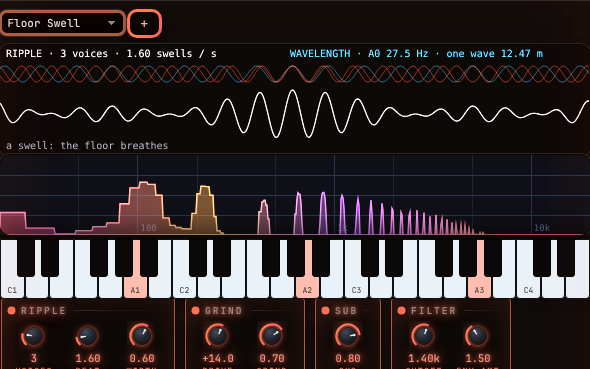 Floor Swell
+
RIPPLE · 3 voices · 1.60 swells / s
WAVELENGTH · A0 27.5 Hz · one wave 12.47 m
a swell: the floor breathes
100 1k 10k
C1 A1 C2 A2 C3 A3 C4
RIPPLE GRIND SUB FILTER
3 1.60 0.60 +14.0 0.70 0.80 1.40k 1.50